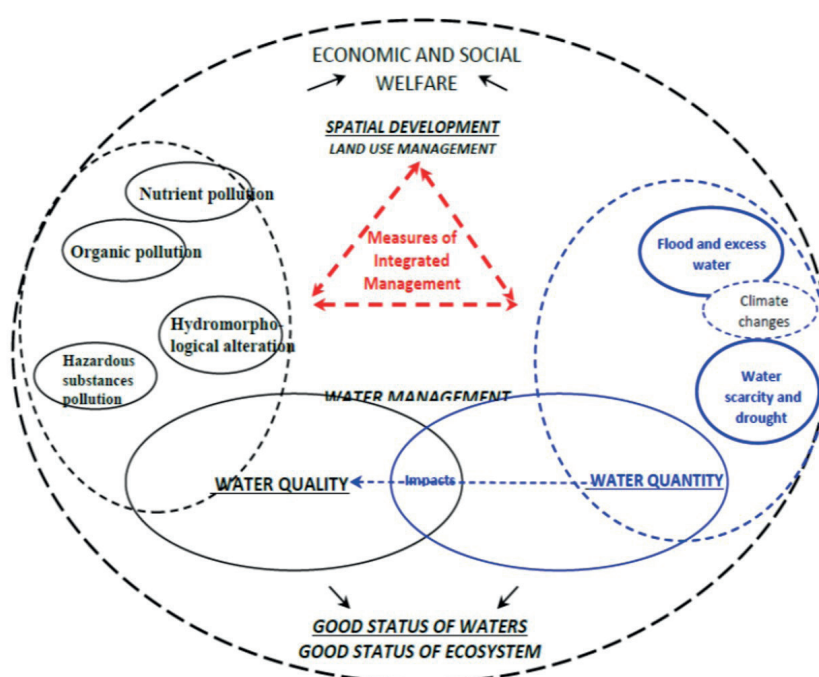 ECONOMIC AND SOCIAL
WELFARE
SPATIAL DEVELOPMENT
LAND USE MANAGEMENT
Nutrient pollution
Organic pollution
Hydromorpho-
logical alteration
Hazardous
substances
pollution
Measures of
Integrated
Management
Flood and excess
water
Climate
changes
Water
scarcity and
drought
WATER MANAGEMENT
WATER QUALITY
Impacts
WATER QUANTITY
GOOD STATUS OF WATERS
GOOD STATUS OF ECOSYSTEM